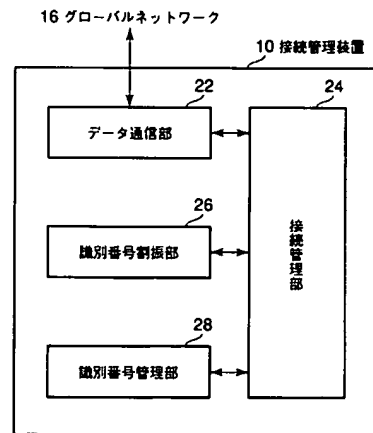 16 グローバルネットワーク
10 接続管理装置
22
データ通信部
24
接続管理部
26
識別番号割振部
28
識別番号管理部